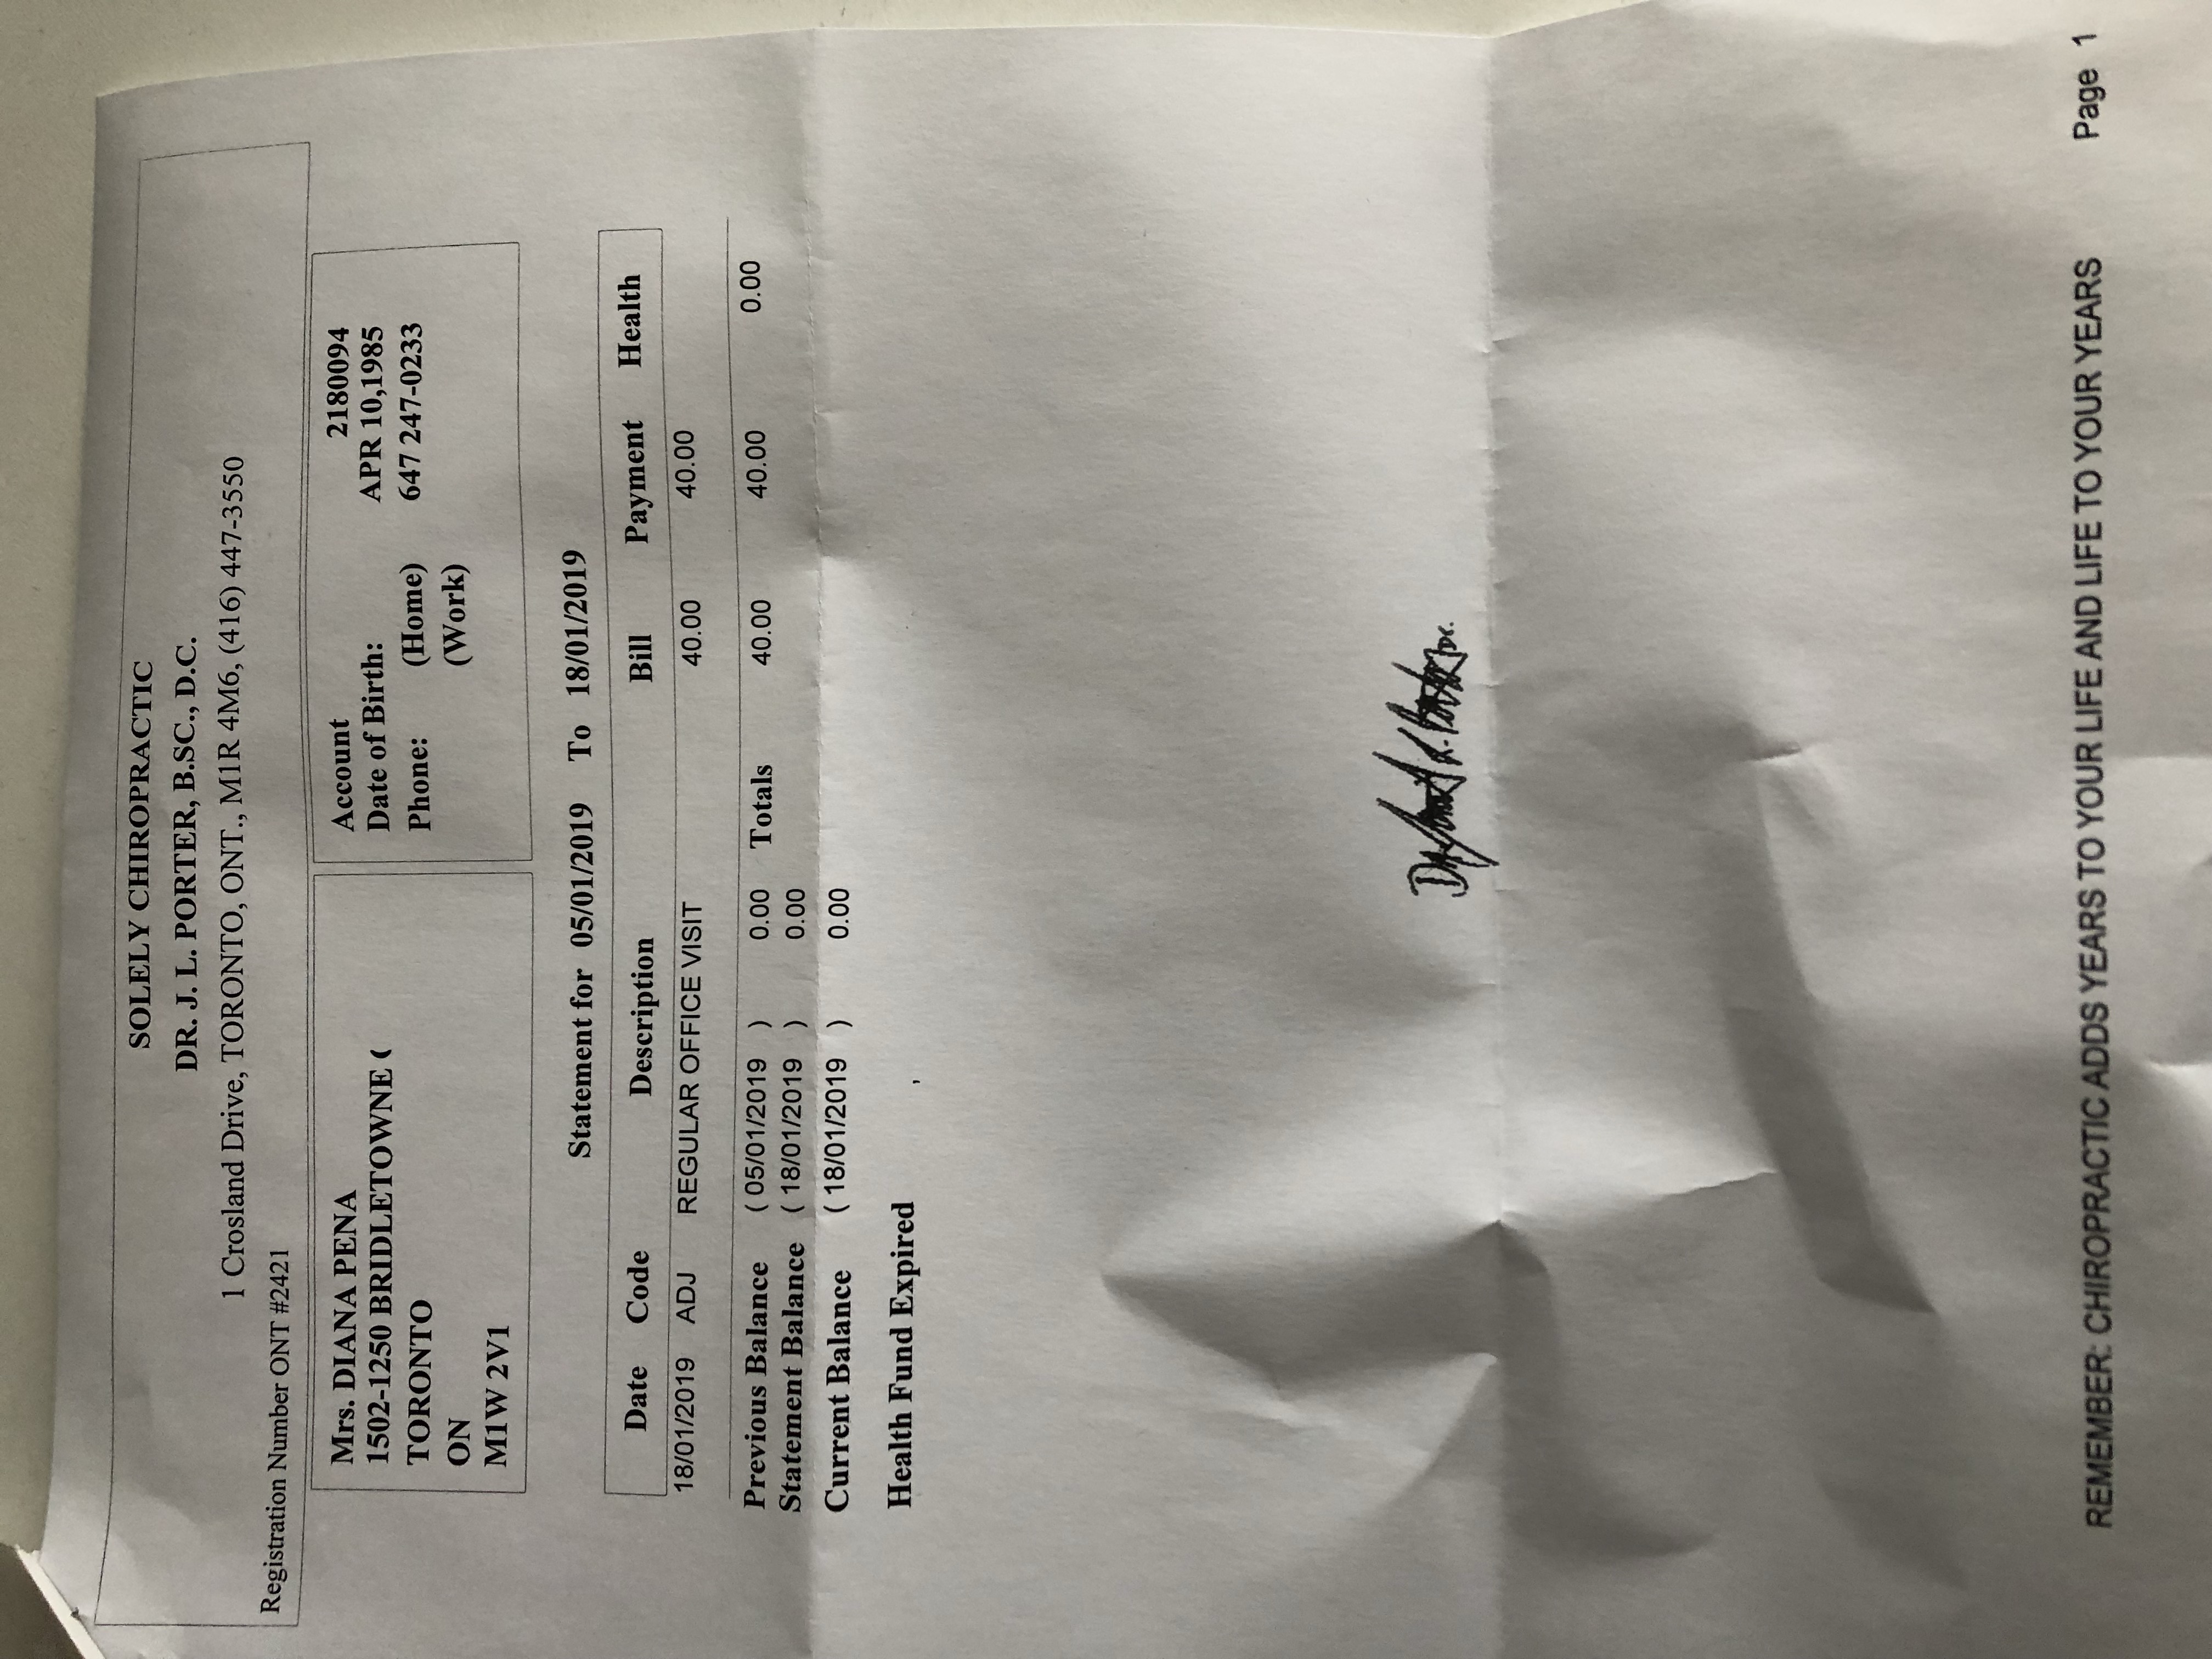 SOLELY CHIROPRACTIC
DR. J. L. PORTER, B.SC., D.C.
1 Crosland Drive, TORONTO, ONT., M1R 4M6, (416) 447-3550
Registration Number ONT #2421
Mrs. DIANA PENA
1502-1250 BRIDLETOWNE (
TORONTO
ON
M1W 2V1
Account 2180094
Date of Birth: APR 10,1985
Phone: (Home) 647 247-0233
(Work)
Statement for 05/01/2019 To 18/01/2019
Date Code Description Bill Payment Health
18/01/2019 ADJ REGULAR OFFICE VISIT 40.00 40.00
Previous Balance ( 05/01/2019 ) 0.00 Totals 40.00 40.00 0.00
Statement Balance ( 18/01/2019 ) 0.00
Current Balance ( 18/01/2019 ) 0.00
Health Fund Expired ,
REMEMBER: CHIROPRACTIC ADDS YEARS TO YOUR LIFE AND LIFE TO YOUR YEARS Page 1